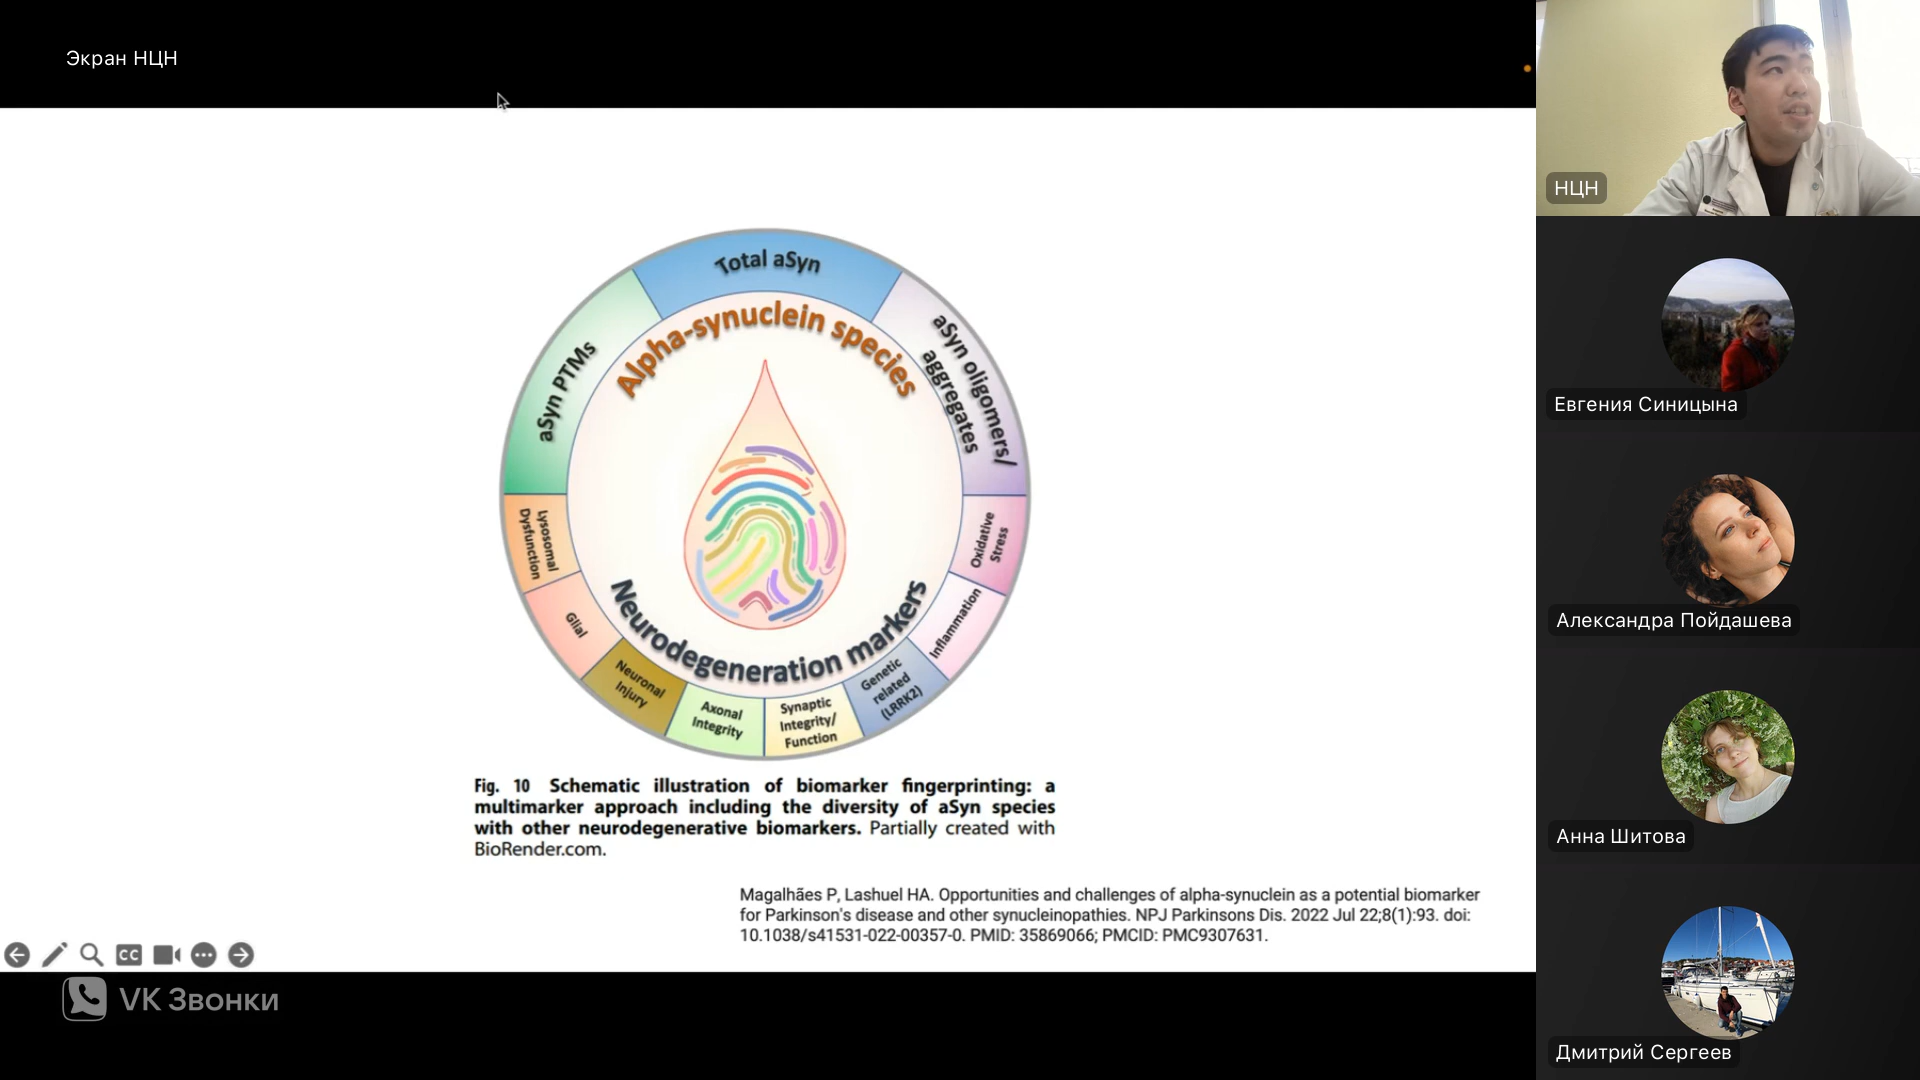 Экран НЦН
Total aSyn
aSyn PTMs
aSyn oligomers/
aggregates
Alpha-synuclein species
Lysosomal
Dysfunction
Oxidative
Stress
Glial
Inflammation
Neurodegeneration markers
Neuronal
Injury
Genetic
related
(LRRK2)
Axonal
Integrity
Synaptic
Integrity/
Function
Fig. 10 Schematic illustration of biomarker fingerprinting: a
multimarker approach including the diversity of aSyn species
with other neurodegenerative biomarkers. Partially created with
BioRender.com.
Magalhães P, Lashuel HA. Opportunities and challenges of alpha-synuclein as a potential biomarker
for Parkinson's disease and other synucleinopathies. NPJ Parkinsons Dis. 2022 Jul 22;8(1):93. doi:
10.1038/s41531-022-00357-0. PMID: 35869066; PMCID: PMC9307631.
CC
VK Звонки
НЦН
Евгения Синицына
Александра Пойдашева
Анна Шитова
Дмитрий Сергеев